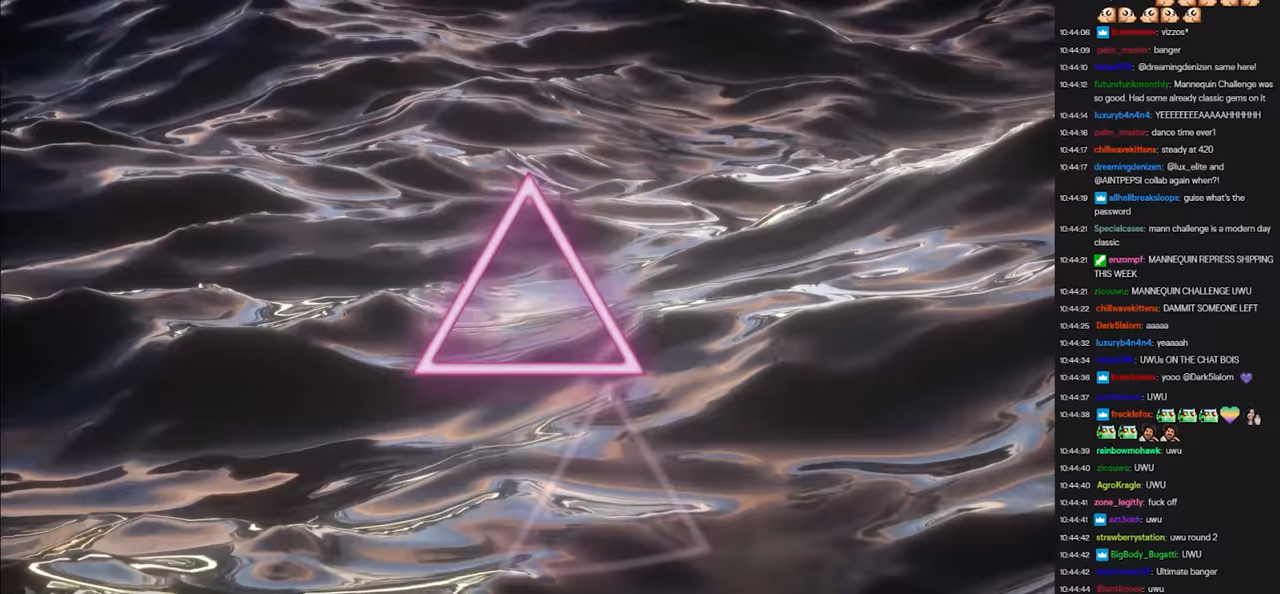 10:44:06 : vizzos*
10:44:09 palm_master: banger
10:44:10 : @dreamingdenizen same here!
10:44:12 futurefunkmonthly: Mannequin Challenge was
so good. Had some already classic gems on it
10:44:14 luxuryb4n4n4: YEEEEEEEEAAAAAHHHHHH
10:44:16 palm_master: dance time ever1
10:44:17 chillwavekittens: steady at 420
10:44:17 dreamingdenizen: @lux_elite and
@AINTPEPSI collab again when?!
10:44:19 allhellbreaksloops: guise what's the
password
10:44:21 Specialcases: mann challenge is a modern day
classic
10:44:21 enzompf: MANNEQUIN REPRESS SHIPPING
THIS WEEK
10:44:21 zicouwu: MANNEQUIN CHALLENGE UWU
10:44:22 chillwavekittens: DAMMIT SOMEONE LEFT
10:44:25 Dark5lalom: aaaaa
10:44:32 luxuryb4n4n4: yeaaaah
10:44:34 : UWUs ON THE CHAT BOIS
10:44:36 : yooo @Dark5lalom
10:44:37 : UWU
10:44:38 frecklefox:
10:44:39 rainbowmohawk: uwu
10:44:40 zicouwu: UWU
10:44:40 AgroKragle: UWU
10:44:41 zone_legitly: fuck off
10:44:41 : uwu
10:44:42 strawberrystation: uwu round 2
10:44:42 BigBody_Bugatti: UWU
10:44:42 : Ultimate banger
10:44:44 : uwu